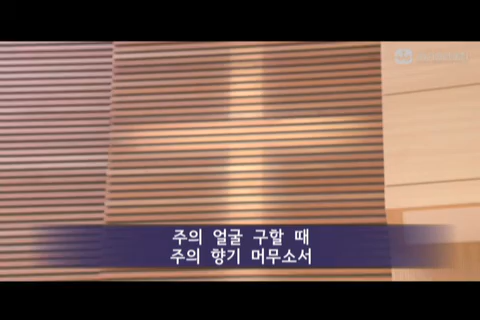 주의 얼굴 구할 때
주의 향기 머무소서